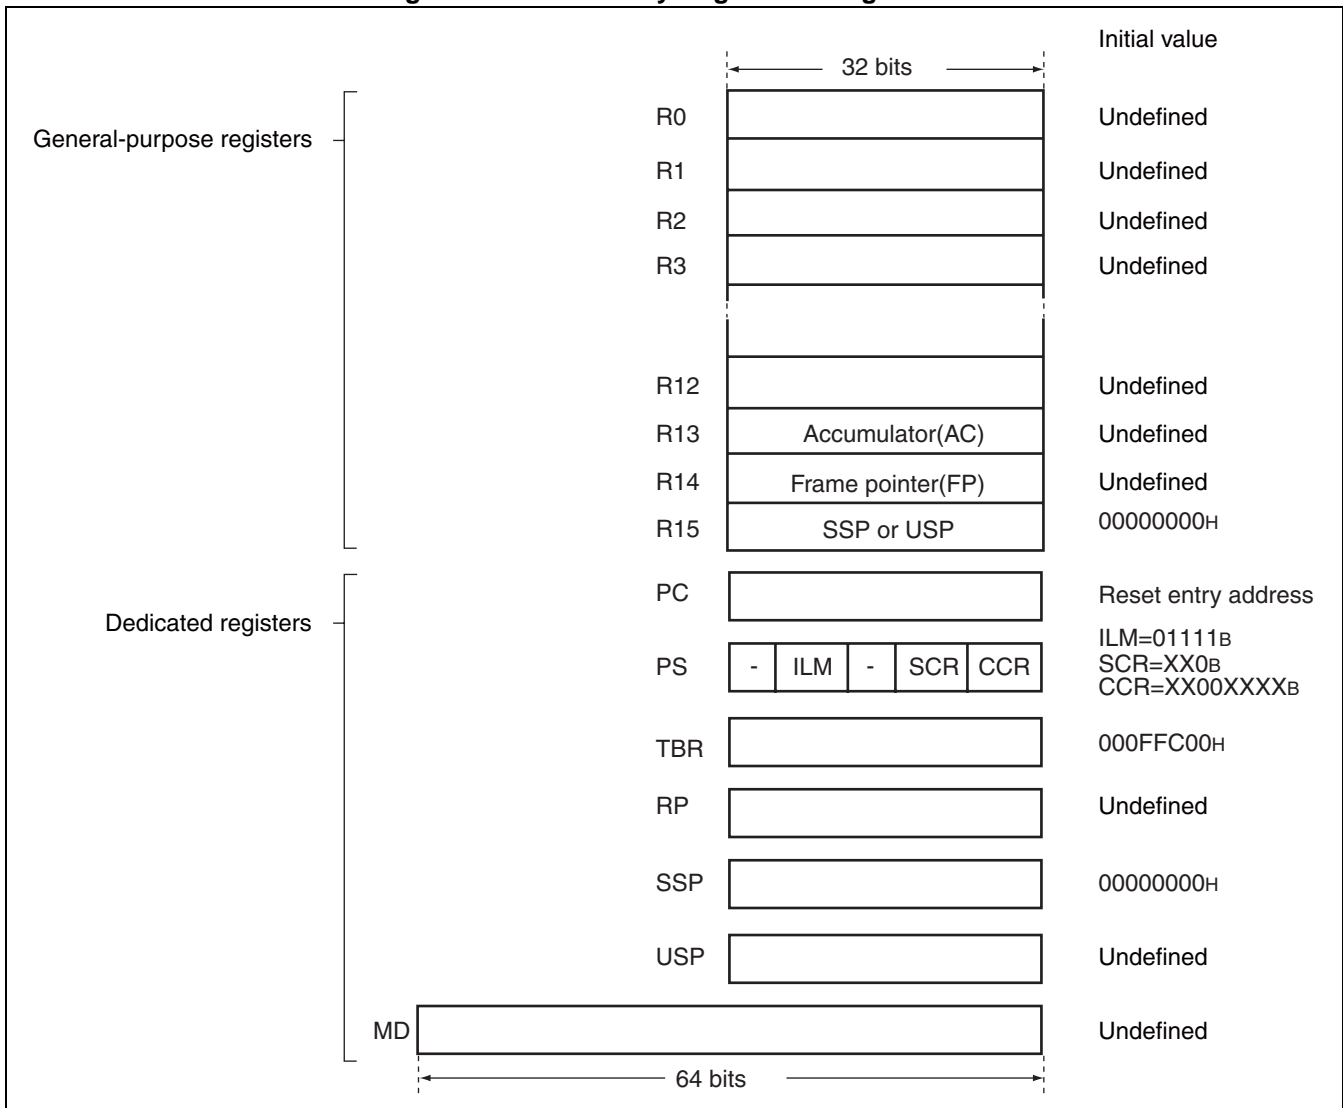 Initial value
32 bits
General-purpose registers
R0 Undefined
R1 Undefined
R2 Undefined
R3 Undefined
R12 Undefined
R13 Accumulator(AC) Undefined
R14 Frame pointer(FP) Undefined
R15 SSP or USP 00000000H
Dedicated registers
PC Reset entry address
PS - ILM - SCR CCR
ILM=01111B
SCR=XX0B
CCR=XX00XXXXB
TBR 000FFC00H
RP Undefined
SSP 00000000H
USP Undefined
MD Undefined
64 bits